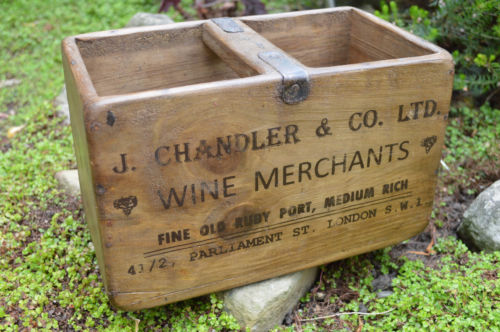 J. CHANDLER & CO. LTD.
WINE MERCHANTS
FINE OLD RUBY PORT, MEDIUM RICH
41/2, PARLIAMENT ST. LONDON S.W.1.